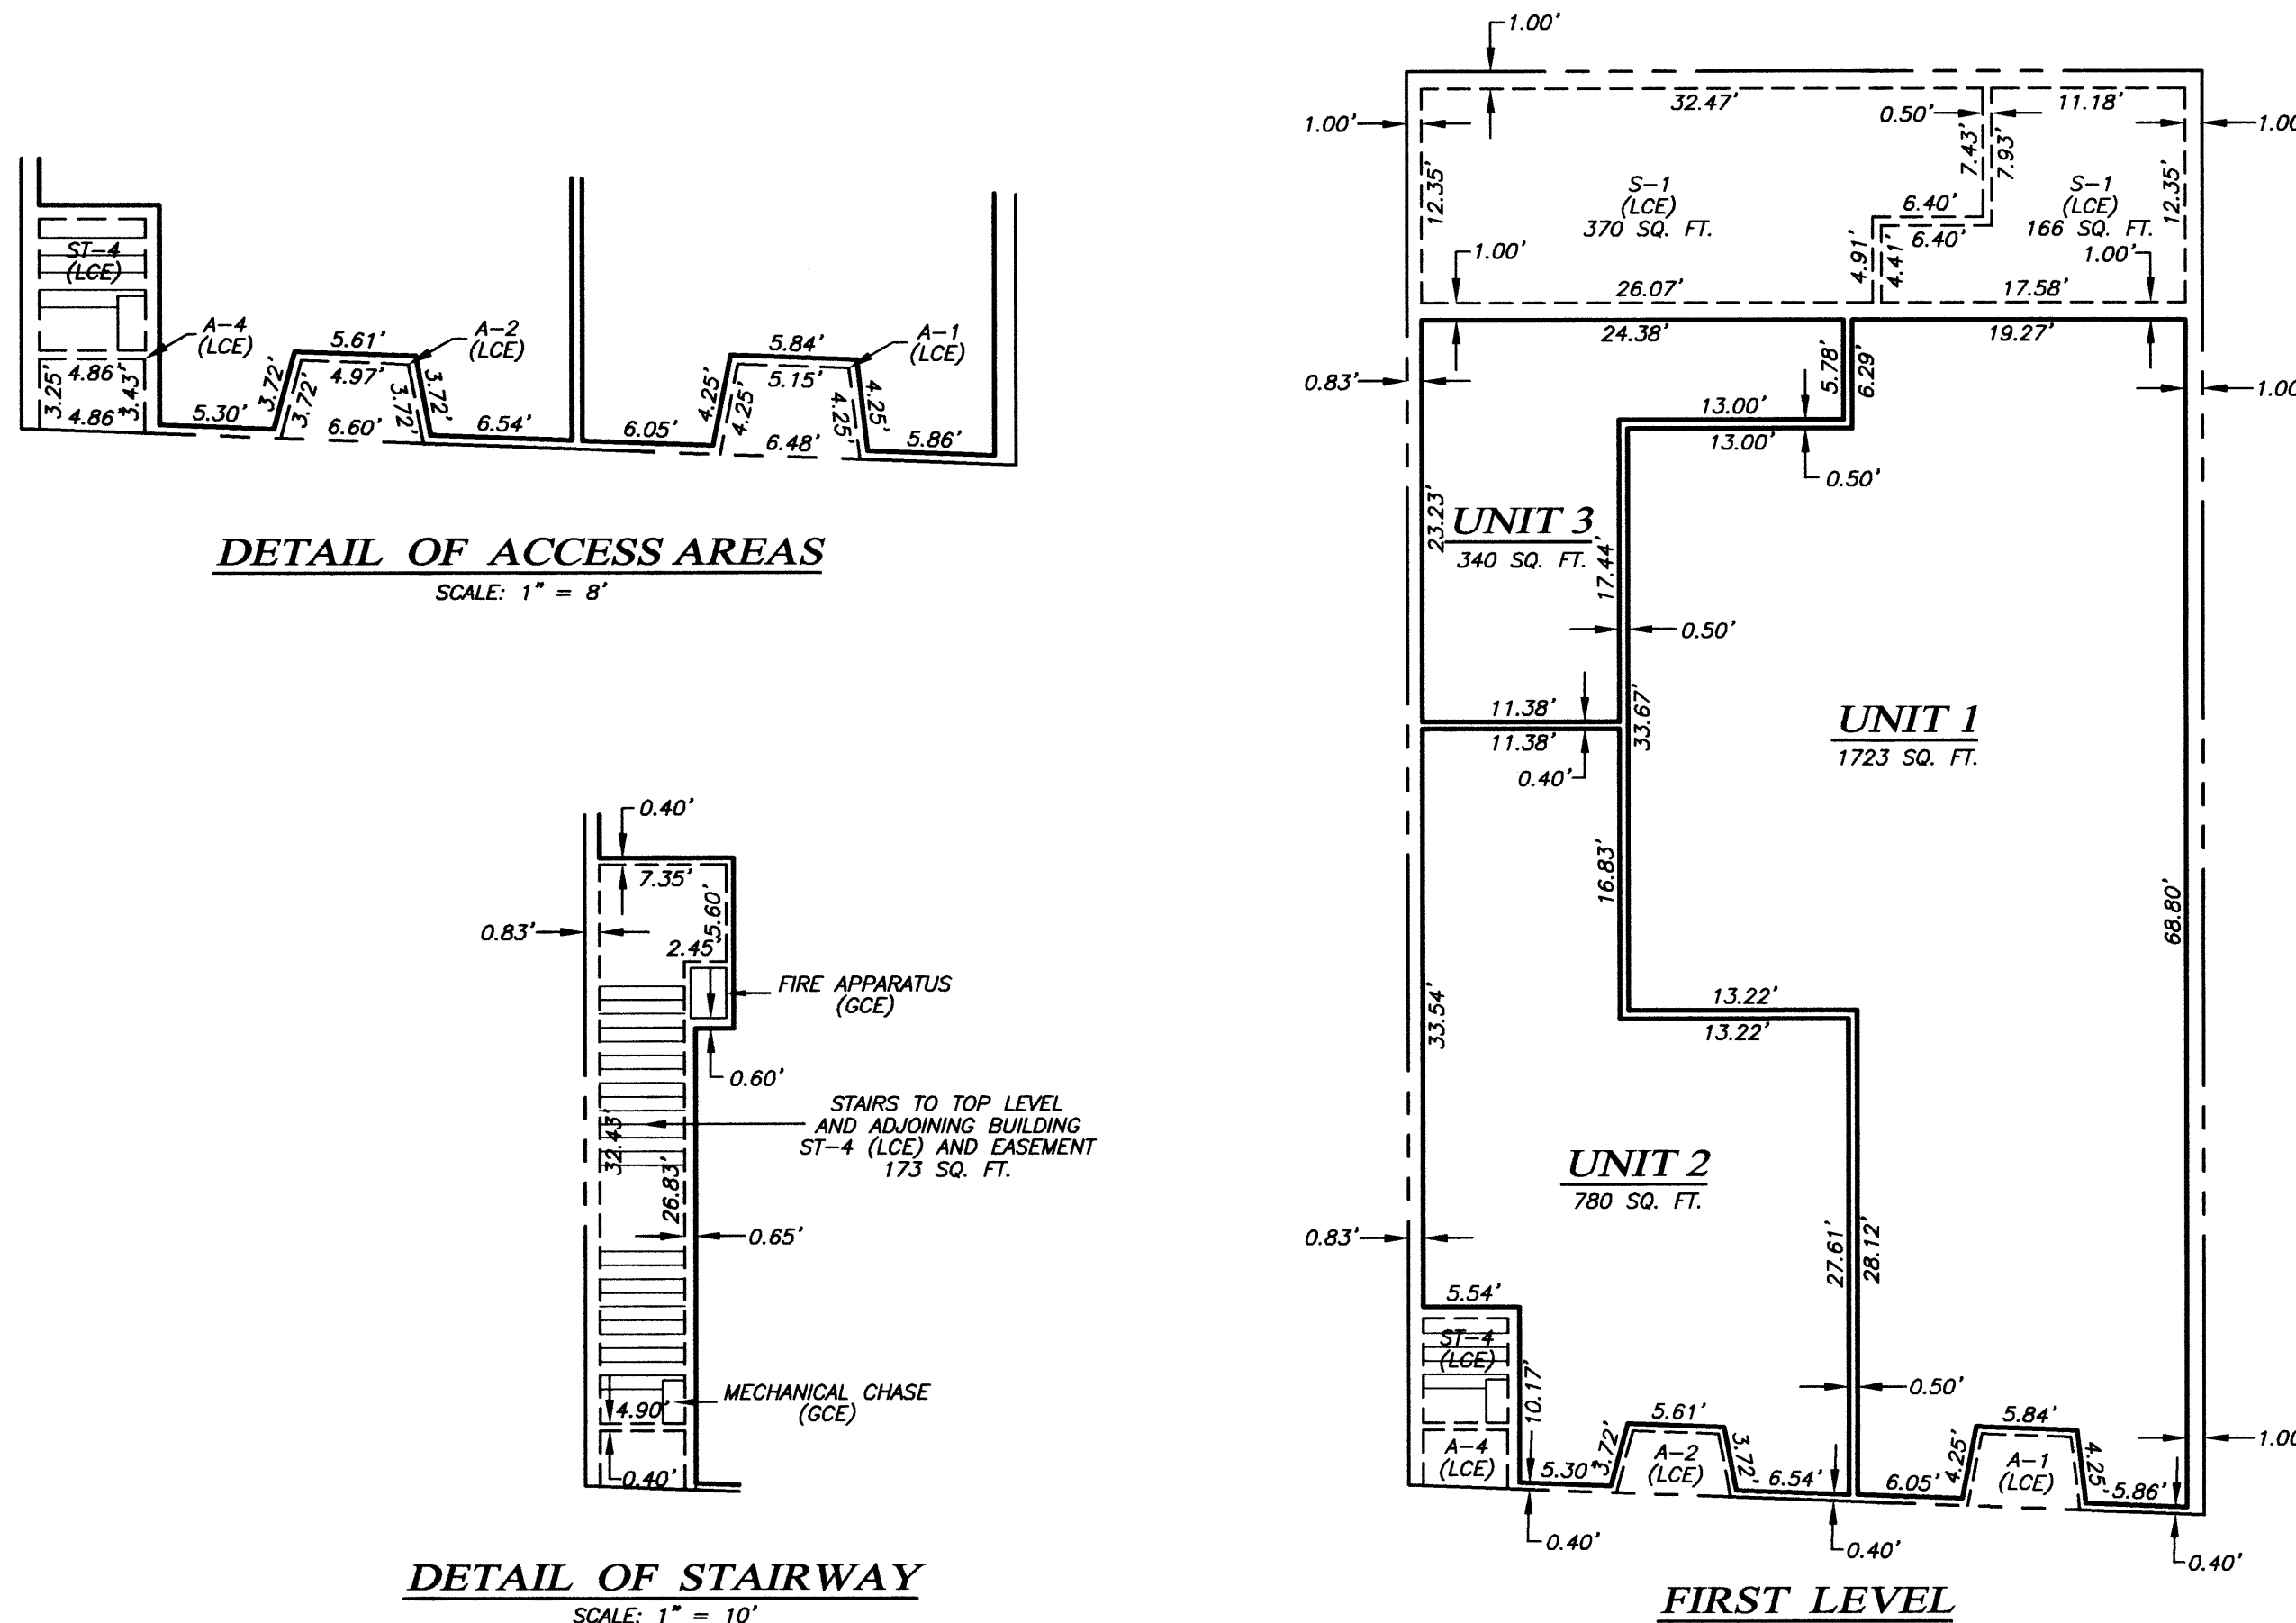 ST-4
(LCE)
A-4
(LCE)
A-2
(LCE)
A-1
(LCE)
5.61'
4.97'
3.72'
3.72'
3.72'
3.72'
5.84'
5.15'
4.25'
4.25'
4.25'
4.25'
4.86'
3.25'
3.43'
4.86'
5.30'
6.60'
6.54'
6.05'
6.48'
5.86'
DETAIL OF ACCESS AREAS
SCALE: 1" = 8'
0.40'
7.35'
5.60'
0.83'
2.45'
FIRE APPARATUS
(GCE)
0.60'
STAIRS TO TOP LEVEL
AND ADJOINING BUILDING
ST-4 (LCE) AND EASEMENT
173 SQ. FT.
32.43'
26.83'
0.65'
MECHANICAL CHASE
(GCE)
4.90'
0.40'
DETAIL OF STAIRWAY
SCALE: 1" = 10'
1.00'
32.47'
0.50'
11.18'
1.00'
1.00
7.43'
7.93'
12.35'
S-1
(LCE)
370 SQ. FT.
S-1
(LCE)
166 SQ. FT.
12.35'
6.40'
6.40'
4.91'
4.41'
1.00'
1.00'
26.07'
17.58'
24.38'
19.27'
0.83'
1.00
5.78'
6.29'
13.00'
13.00'
0.50'
23.23'
UNIT 3
340 SQ. FT.
17.44'
0.50'
11.38'
11.38'
0.40'
33.67'
UNIT 1
1723 SQ. FT.
16.83'
68.80'
33.54'
13.22'
13.22'
UNIT 2
780 SQ. FT.
0.83'
27.61'
28.12'
5.54'
ST-4
(LCE)
10.17'
0.50'
A-4
(LCE)
5.30'
3.72'
5.61'
A-2
(LCE)
3.72'
6.54'
6.05'
4.25'
5.84'
A-1
(LCE)
4.25'
5.86'
1.00
0.40'
0.40'
0.40'
FIRST LEVEL